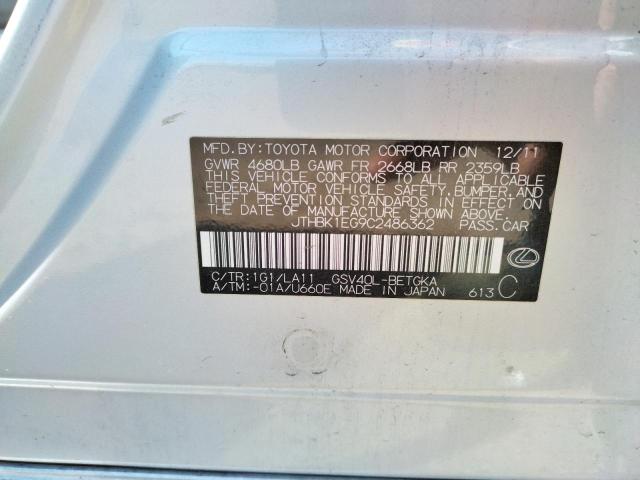 MFD. BY: TOYOTA MOTOR CORPORATION 12/11
GVWR 4680LB GAWR FR 2668LB RR 2359LB
THIS VEHICLE CONFORMS TO ALL APPLICABLE
FEDERAL MOTOR VEHICLE SAFETY, BUMPER, AND
THEFT PREVENTION STANDARDS IN EFFECT ON
THE DATE OF MANUFACTURE SHOWN ABOVE.
JTHBK1EG9C2486362 PASS.CAR
C/TR:1G1/LA11 GSV40L-BETGKA
A/TM:-01A/U660E MADE IN JAPAN 613 C